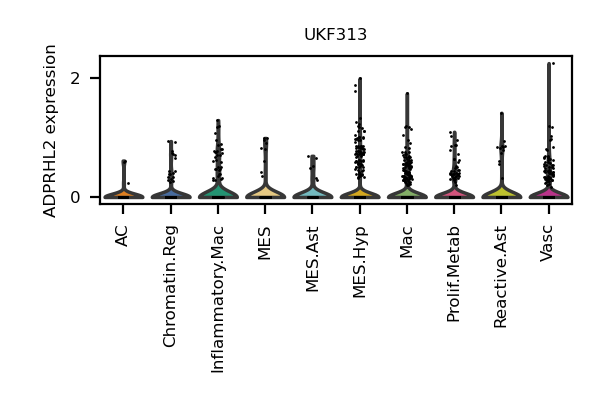 UKF313
ADPRHL2 expression
2
0
AC
Chromatin.Reg
Inflammatory.Mac
MES
MES.Ast
MES.Hyp
Mac
Prolif.Metab
Reactive.Ast
Vasc